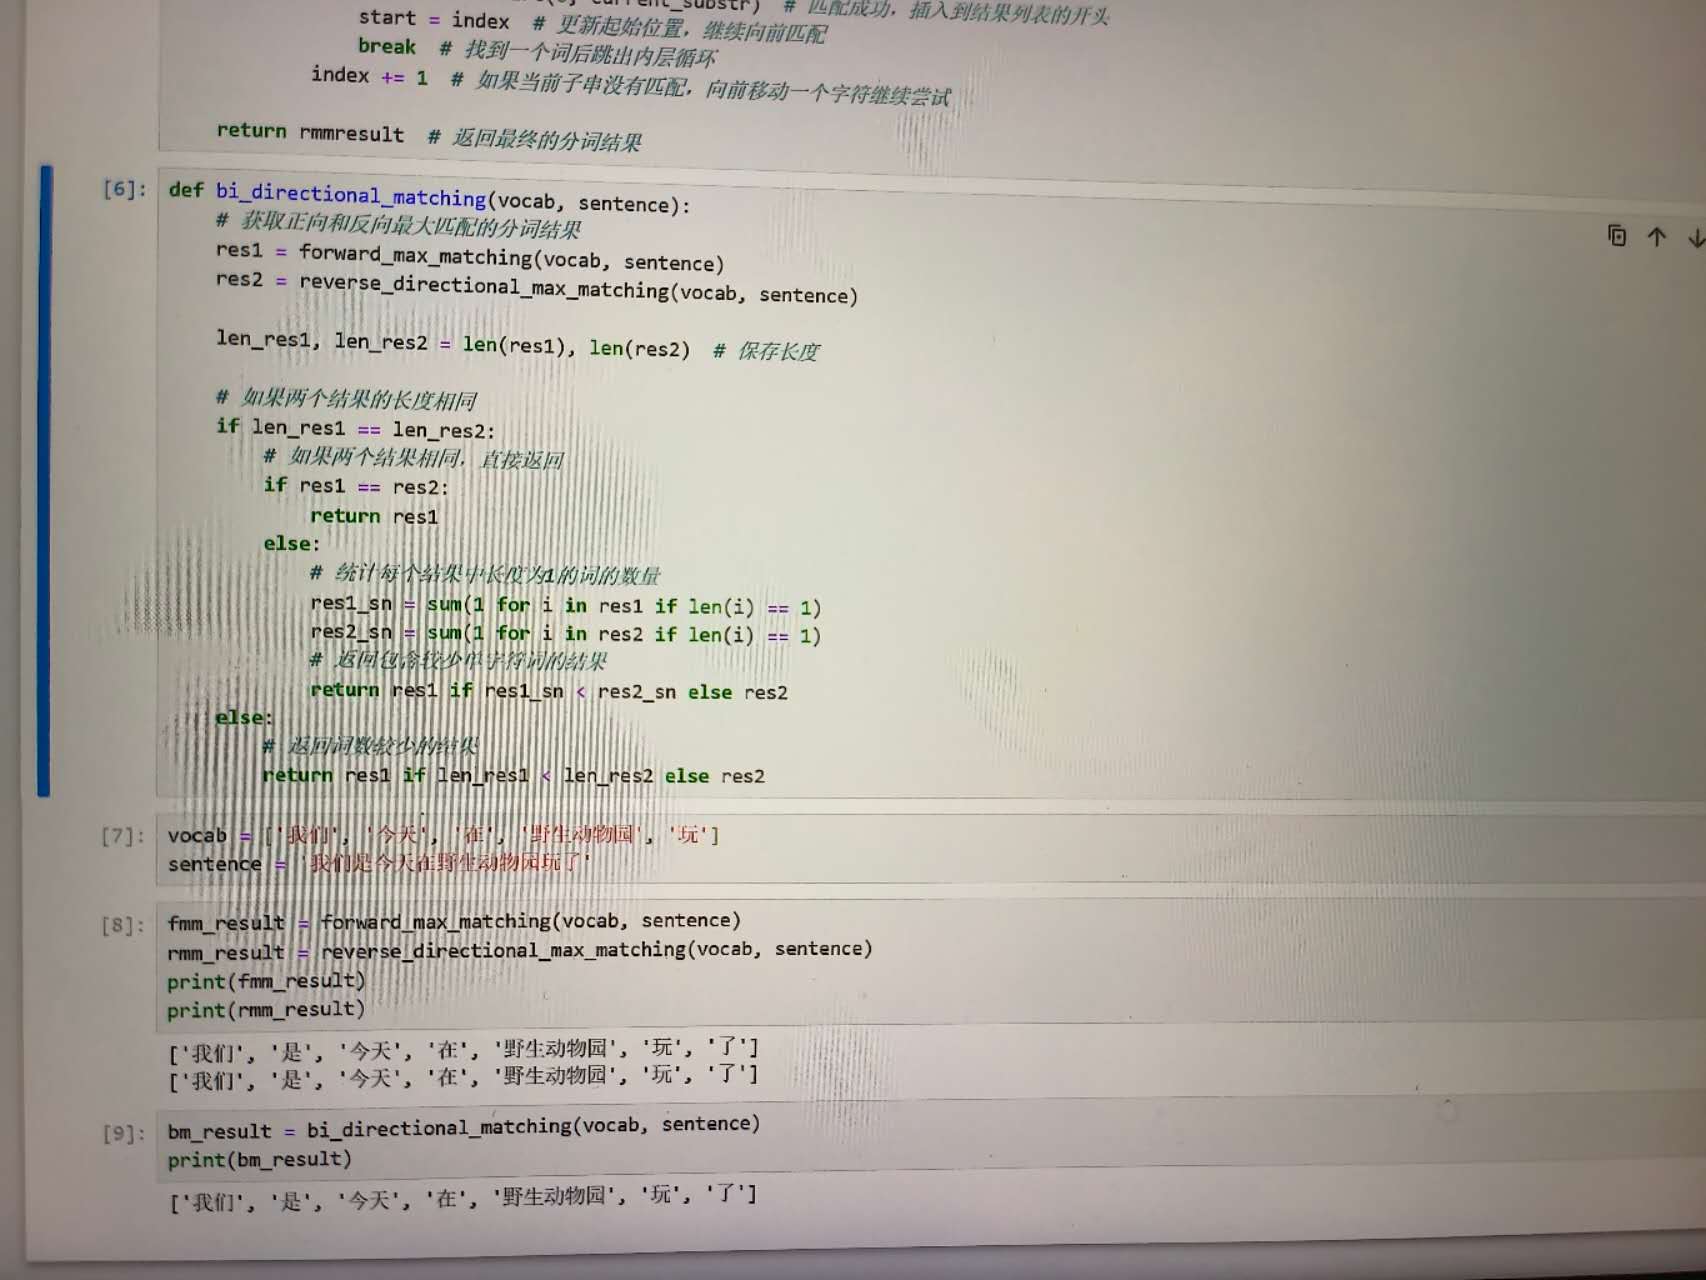 current_substr) # 匹配成功，插入到结果列表的开头
start = index # 更新起始位置，继续向前匹配
break # 找到一个词后跳出内层循环
index += 1 # 如果当前子串没有匹配，向前移动一个字符继续尝试
return rmmresult # 返回最终的分词结果
[6]: def bi_directional_matching(vocab, sentence):
# 获取正向和反向最大匹配的分词结果
res1 = forward_max_matching(vocab, sentence)
res2 = reverse_directional_max_matching(vocab, sentence)
len_res1, len_res2 = len(res1), len(res2) # 保存长度
# 如果两个结果的长度相同
if len_res1 == len_res2:
# 如果两个结果相同，直接返回
if res1 == res2:
return res1
else:
# 统计每个结果中长度为1的词的数量
res1_sn = sum(1 for i in res1 if len(i) == 1)
res2_sn = sum(1 for i in res2 if len(i) == 1)
# 返回包含较少单字符词的结果
return res1 if res1_sn < res2_sn else res2
else:
# 返回词数较少的结果
return res1 if len_res1 < len_res2 else res2
[7]: vocab = ['我们', '今天', '在', '野生动物园', '玩']
sentence = '我们是今天在野生动物园玩了'
[8]: fmm_result = forward_max_matching(vocab, sentence)
rmm_result = reverse_directional_max_matching(vocab, sentence)
print(fmm_result)
print(rmm_result)
['我们', '是', '今天', '在', '野生动物园', '玩', '了']
['我们', '是', '今天', '在', '野生动物园', '玩', '了']
[9]: bm_result = bi_directional_matching(vocab, sentence)
print(bm_result)
['我们', '是', '今天', '在', '野生动物园', '玩', '了']